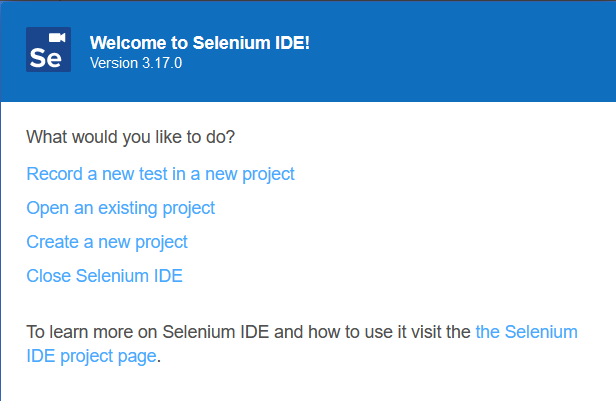 Se
Welcome to Selenium IDE!
Version 3.17.0
What would you like to do?
Record a new test in a new project
Open an existing project
Create a new project
Close Selenium IDE
To learn more on Selenium IDE and how to use it visit the the Selenium
IDE project page.